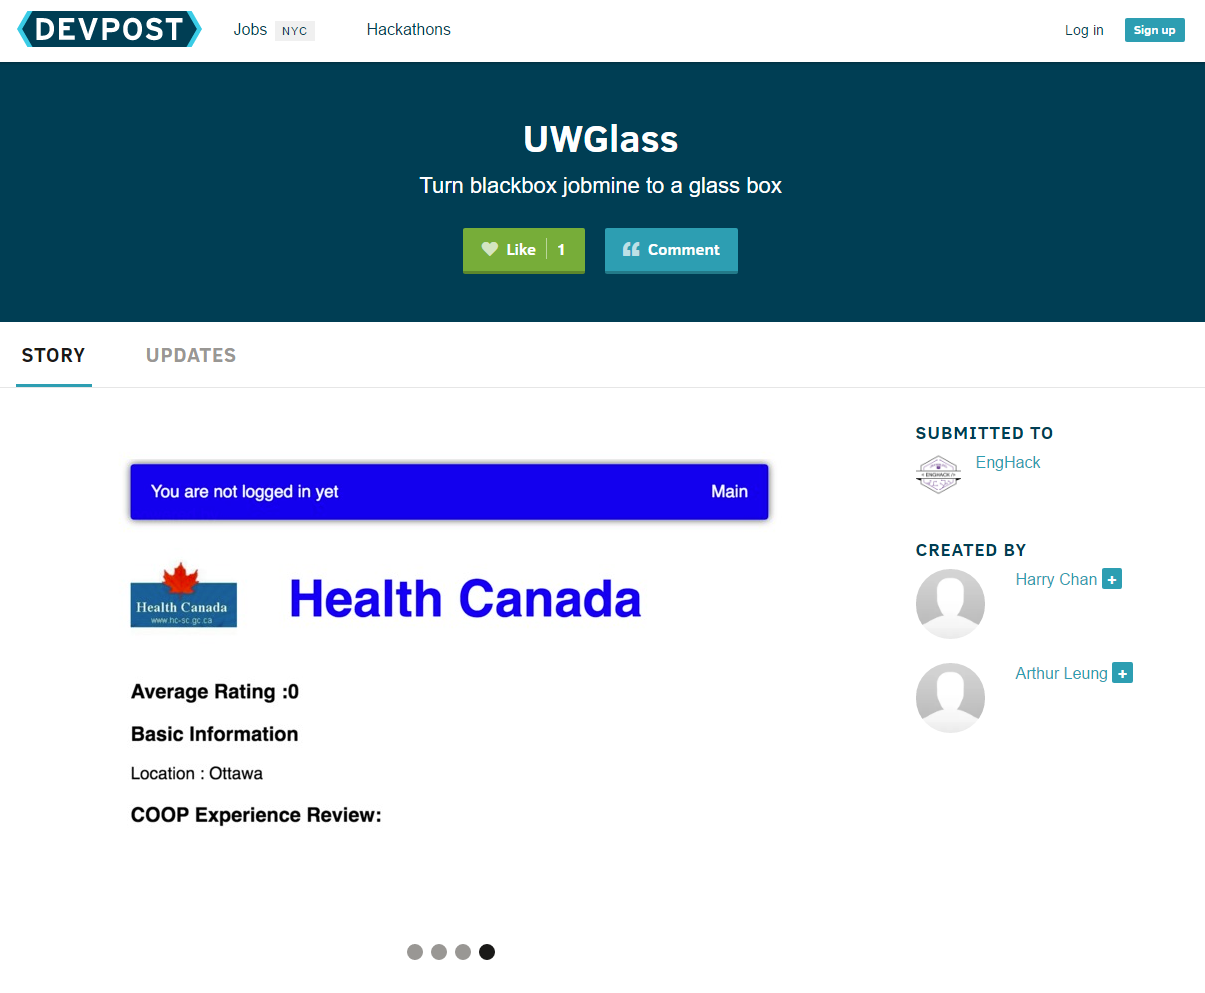 DEVPOST
Jobs NYC
Hackathons
Log in
Sign up
UWGlass
Turn blackbox jobmine to a glass box
Like 1
Comment
STORY
UPDATES
You are not logged in yet
Main
Health Canada
www.hc-sc.gc.ca
Health Canada
Average Rating :0
Basic Information
Location : Ottawa
COOP Experience Review:
SUBMITTED TO
ENGHACK
EngHack
CREATED BY
Harry Chan +
Arthur Leung +